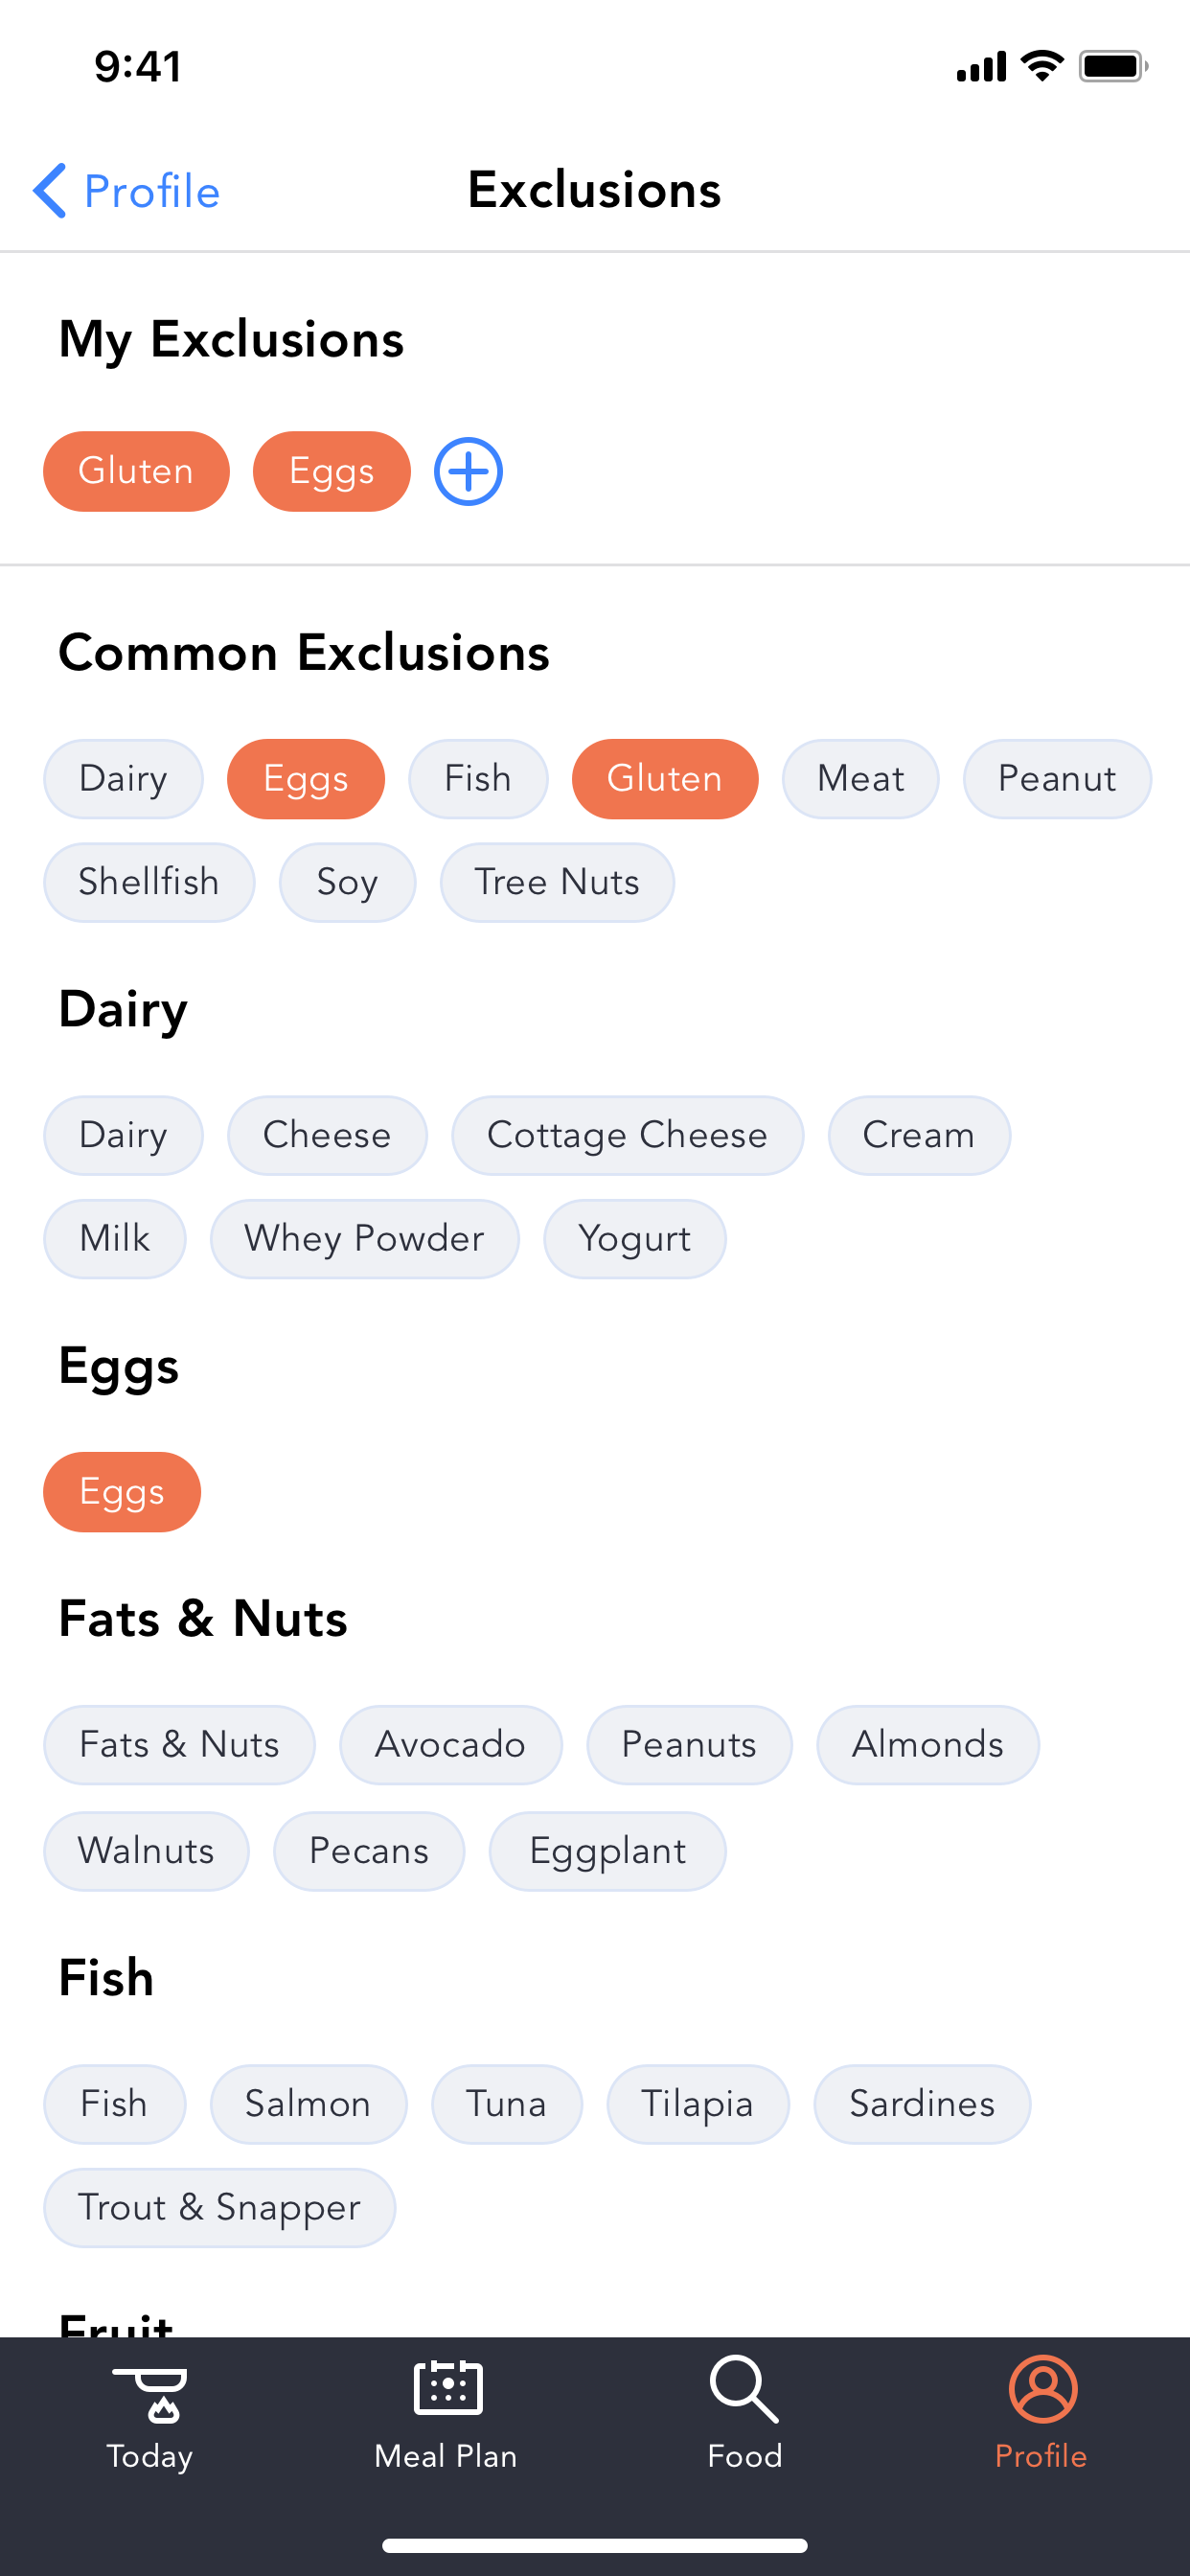 9:41
Profile
Exclusions
My Exclusions
Gluten Eggs
Common Exclusions
Dairy Eggs Fish Gluten Meat Peanut
Shellfish Soy Tree Nuts
Dairy
Dairy Cheese Cottage Cheese Cream
Milk Whey Powder Yogurt
Eggs
Eggs
Fats & Nuts
Fats & Nuts Avocado Peanuts Almonds
Walnuts Pecans Eggplant
Fish
Fish Salmon Tuna Tilapia Sardines
Trout & Snapper
Fruit
Today Meal Plan Food Profile